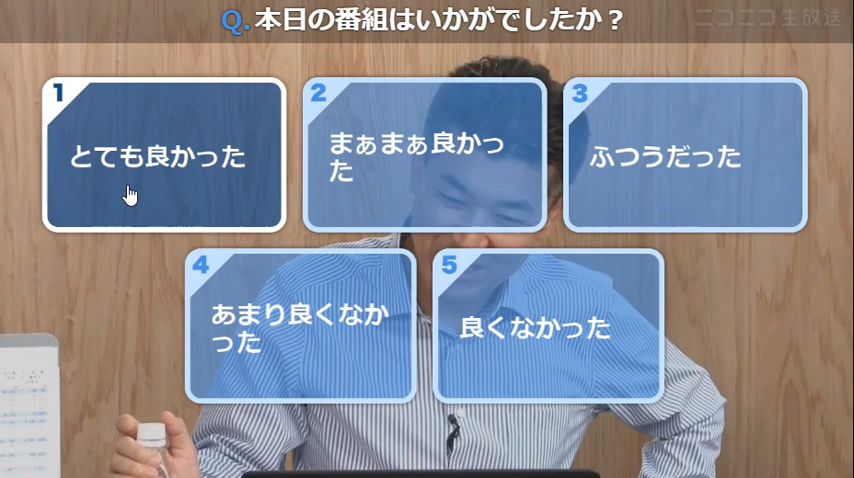 Q.本日の番組はいかがでしたか？
ニコニコ生放送
1
とても良かった
2
まぁまぁ良かっ
た
3
ふつうだった
4
あまり良くなか
った
5
良くなかった